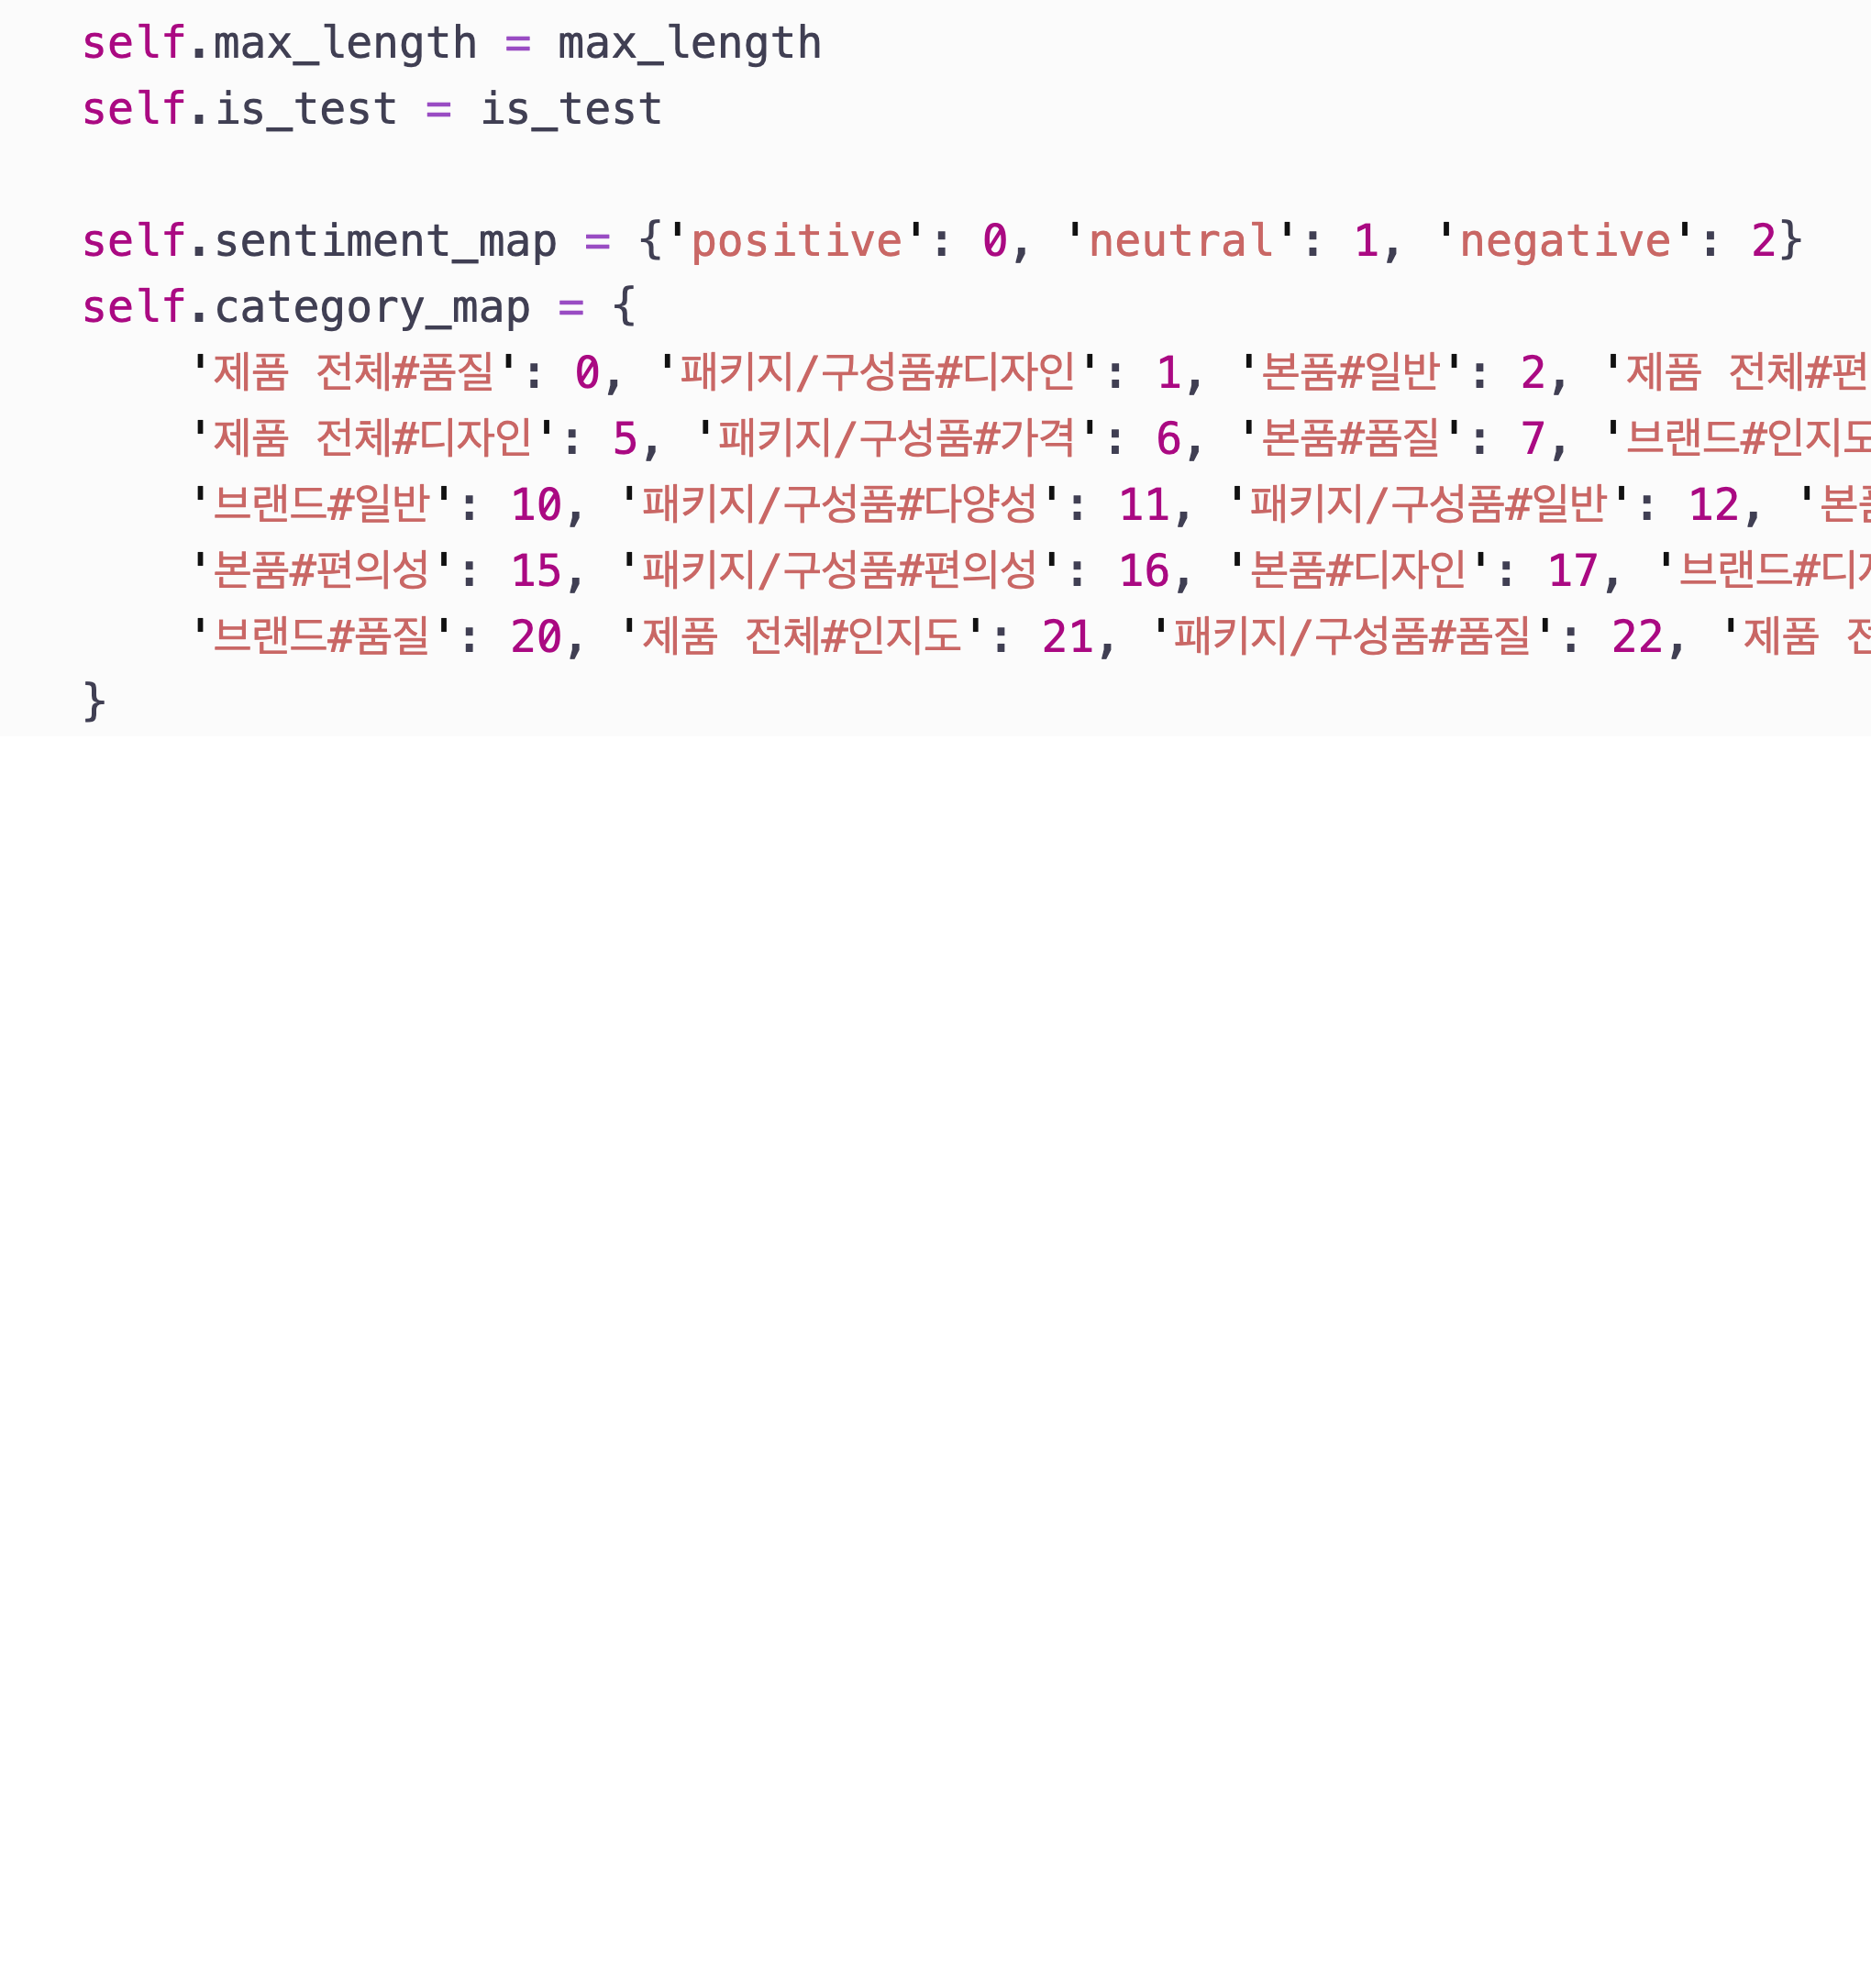 self.max_length = max_length
self.is_test = is_test
self.sentiment_map = {'positive': 0, 'neutral': 1, 'negative': 2}
self.category_map = {
'제품 전체#품질': 0, '패키지/구성품#디자인': 1, '본품#일반': 2, '제품 전체#편
'제품 전체#디자인': 5, '패키지/구성품#가격': 6, '본품#품질': 7, '브랜드#인지도
'브랜드#일반': 10, '패키지/구성품#다양성': 11, '패키지/구성품#일반': 12, '본품
'본품#편의성': 15, '패키지/구성품#편의성': 16, '본품#디자인': 17, '브랜드#디자
'브랜드#품질': 20, '제품 전체#인지도': 21, '패키지/구성품#품질': 22, '제품 전
}